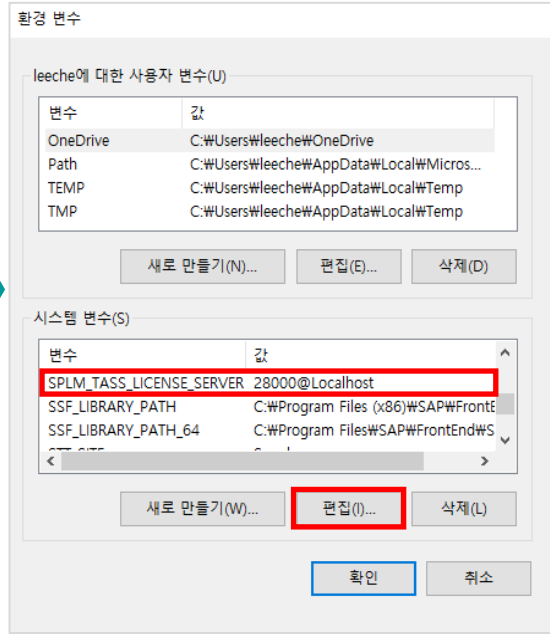 환경 변수
leeche에 대한 사용자 변수(U)
변수 값
OneDrive C:₩Users₩leeche₩OneDrive
Path C:₩Users₩leeche₩AppData₩Local₩Micros...
TEMP C:₩Users₩leeche₩AppData₩Local₩Temp
TMP C:₩Users₩leeche₩AppData₩Local₩Temp
새로 만들기(N)... 편집(E)... 삭제(D)
시스템 변수(S)
변수 값
SPLM_TASS_LICENSE_SERVER 28000@Localhost
SSF_LIBRARY_PATH C:₩Program Files (x86)₩SAP₩FrontE
SSF_LIBRARY_PATH_64 C:₩Program Files₩SAP₩FrontEnd₩S
새로 만들기(W)... 편집(I)... 삭제(L)
확인 취소